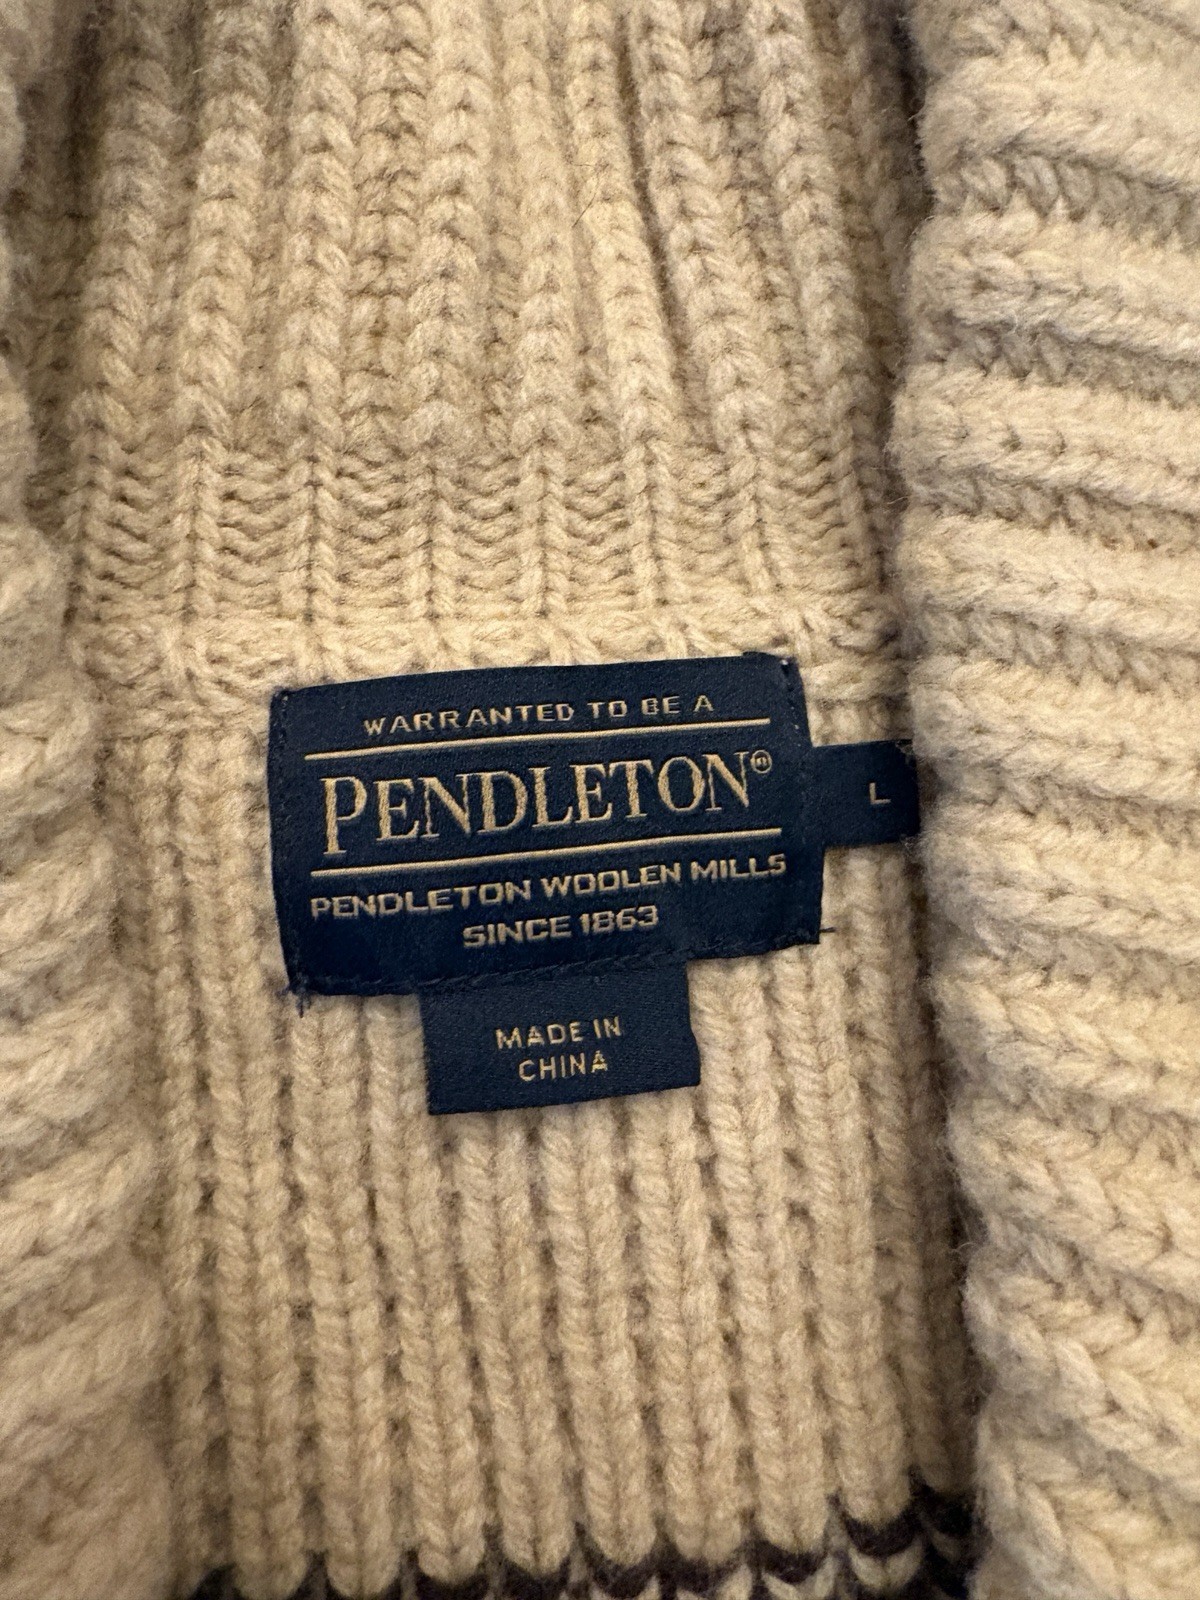 WARRANTED TO BE A
PENDLETON®
PENDLETON WOOLEN MILLS
SINCE 1863
L
MADE IN
CHINA